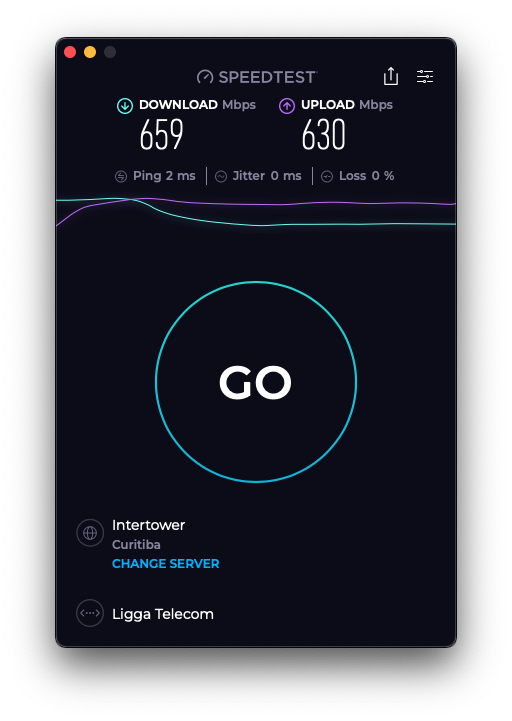 SPEEDTEST
DOWNLOAD Mbps UPLOAD Mbps
659 630
Ping 2 ms Jitter 0 ms Loss 0 %
GO
Intertower
Curitiba
CHANGE SERVER
Ligga Telecom